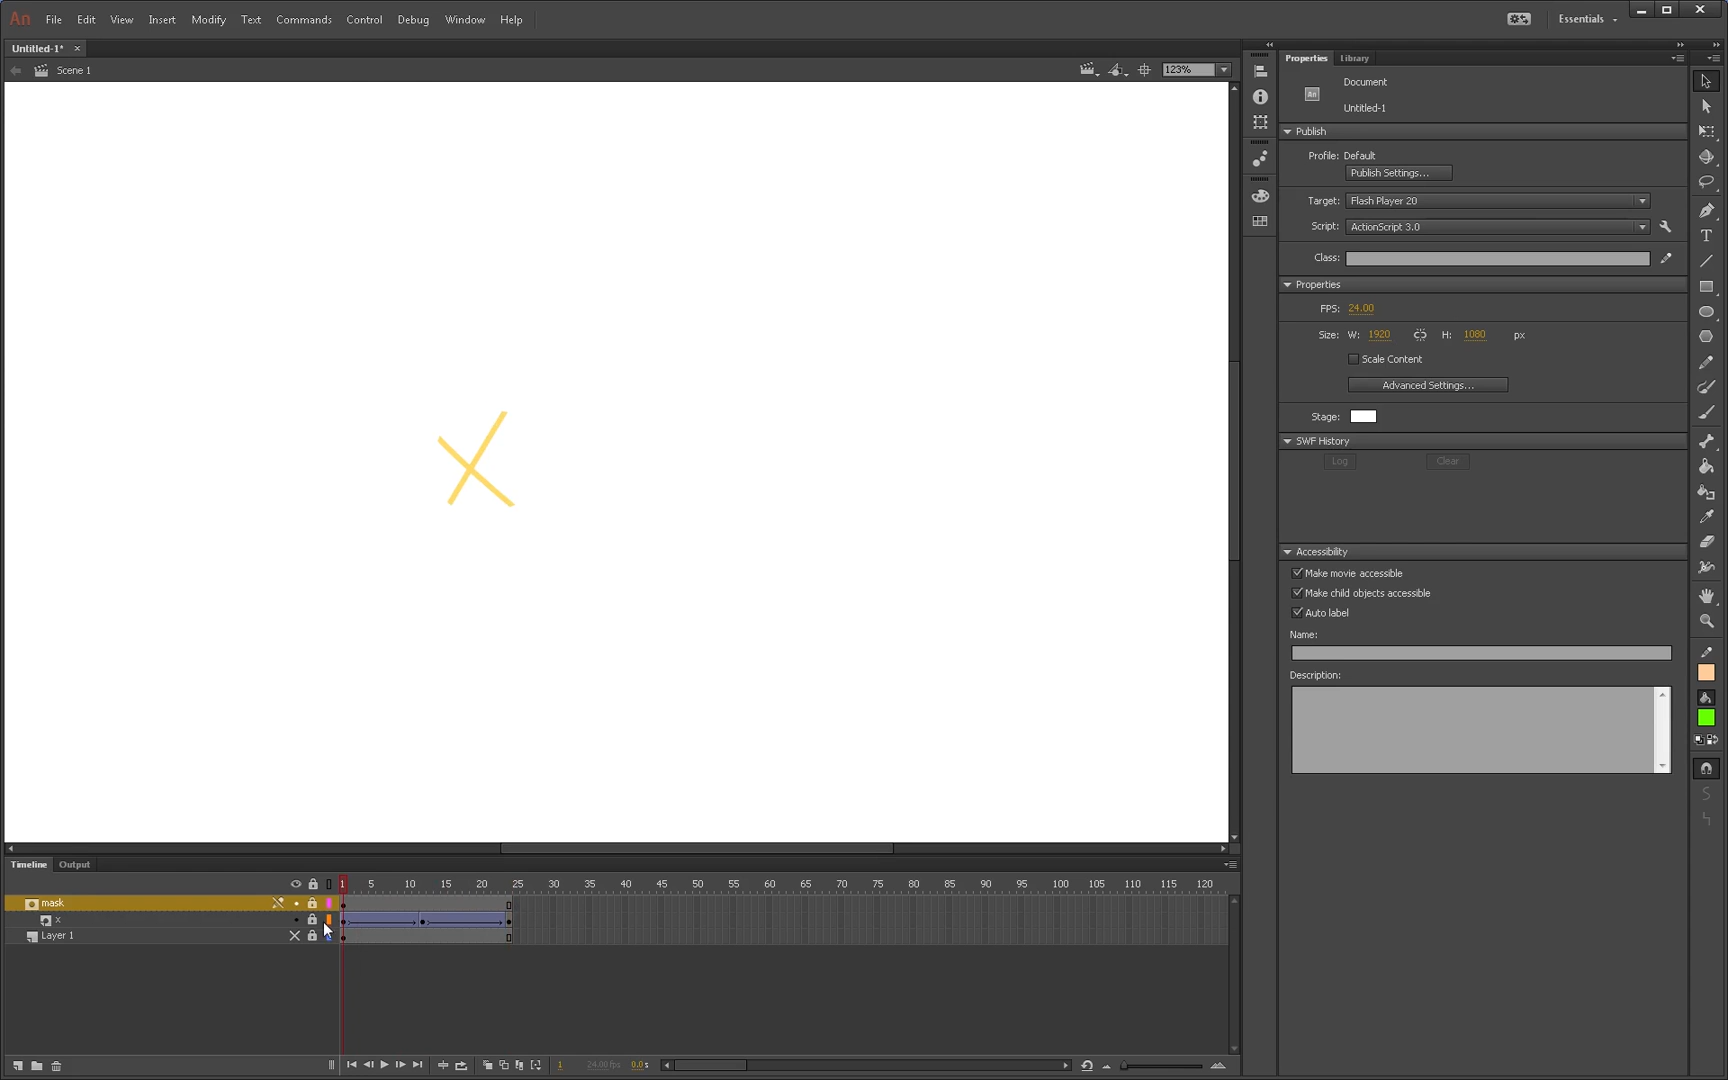 An File Edit View Insert Modify Text Commands Control Debug Window Help Essentials
Untitled-1* ×
Scene 1 123%
Properties Library
Document
An Untitled-1
Publish
Profile: Default
Publish Settings...
Target: Flash Player 20
Script: ActionScript 3.0
Class:
Properties
FPS: 24.00
Size: W: 1920 H: 1080 px
Scale Content
Advanced Settings...
Stage:
SWF History
Log Clear
Accessibility
Make movie accessible
Make child objects accessible
Auto label
Name:
Description:
Timeline Output
1 5 10 15 20 25 30 35 40 45 50 55 60 65 70 75 80 85 90 95 100 105 110 115 120
mask
x
Layer 1
1 24.00 fps 0.0 s